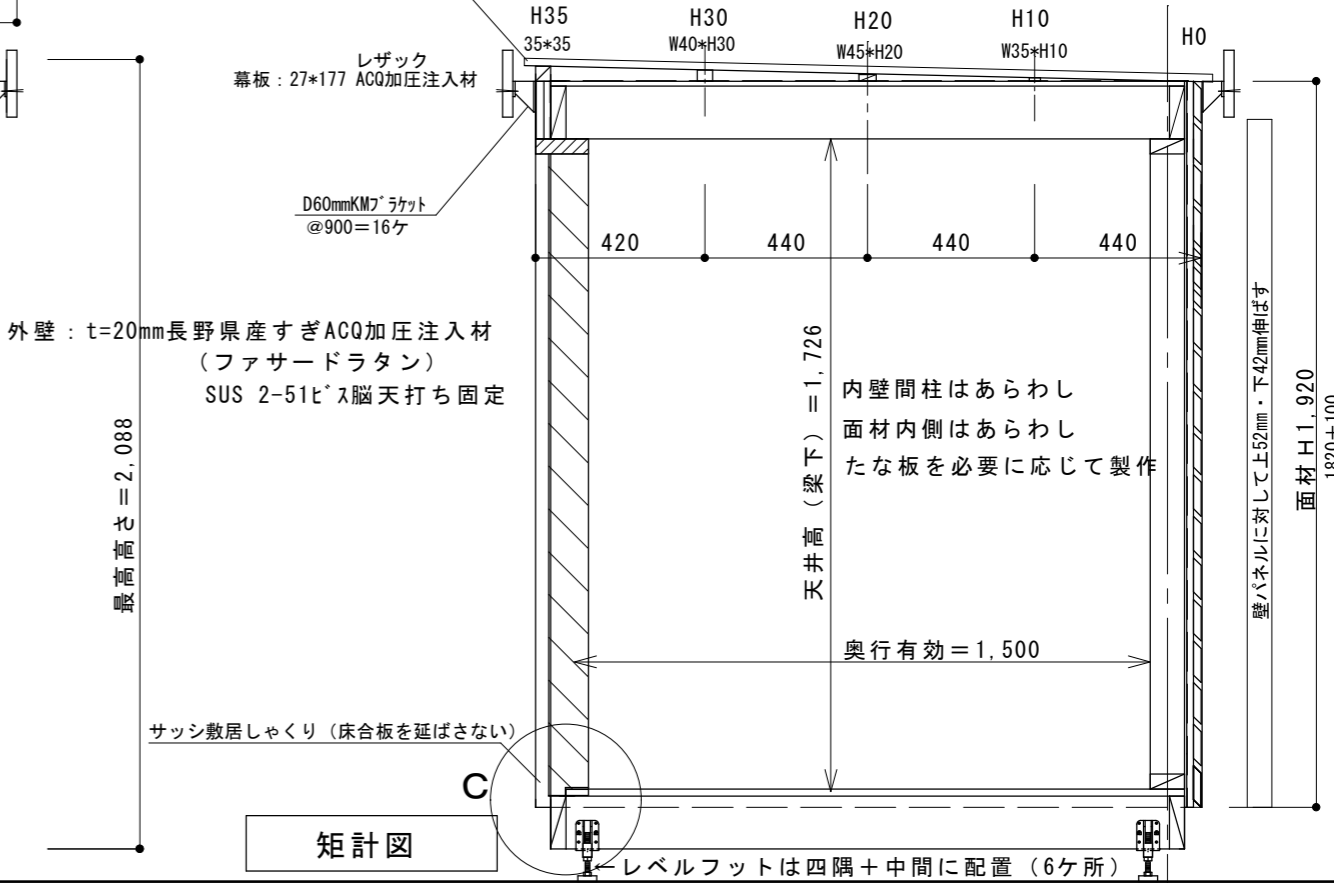 H35
H30
H20
H10
H0
35*35
W40*H30
W45*H20
W35*H10
レザック
幕板：27*177 ACQ加圧注入材
D60mmKMﾌﾞﾗｹｯﾄ
@900＝16ケ
420
440
440
440
外壁：t=20mm長野県産すぎACQ加圧注入材
（ファサードラタン）
SUS 2-51ﾋﾞｽ脳天打ち固定
最高高さ＝2,088
天井高（梁下）＝1,726
内壁間柱はあらわし
面材内側はあらわし
たな板を必要に応じて製作
壁パネルに対して上52mm・下42mm伸ばす
面材 H1,920
1820+100
奥行有効＝1,500
サッシ敷居しゃくり（床合板を延ばさない）
C
矩計図
レベルフットは四隅＋中間に配置（6ケ所）